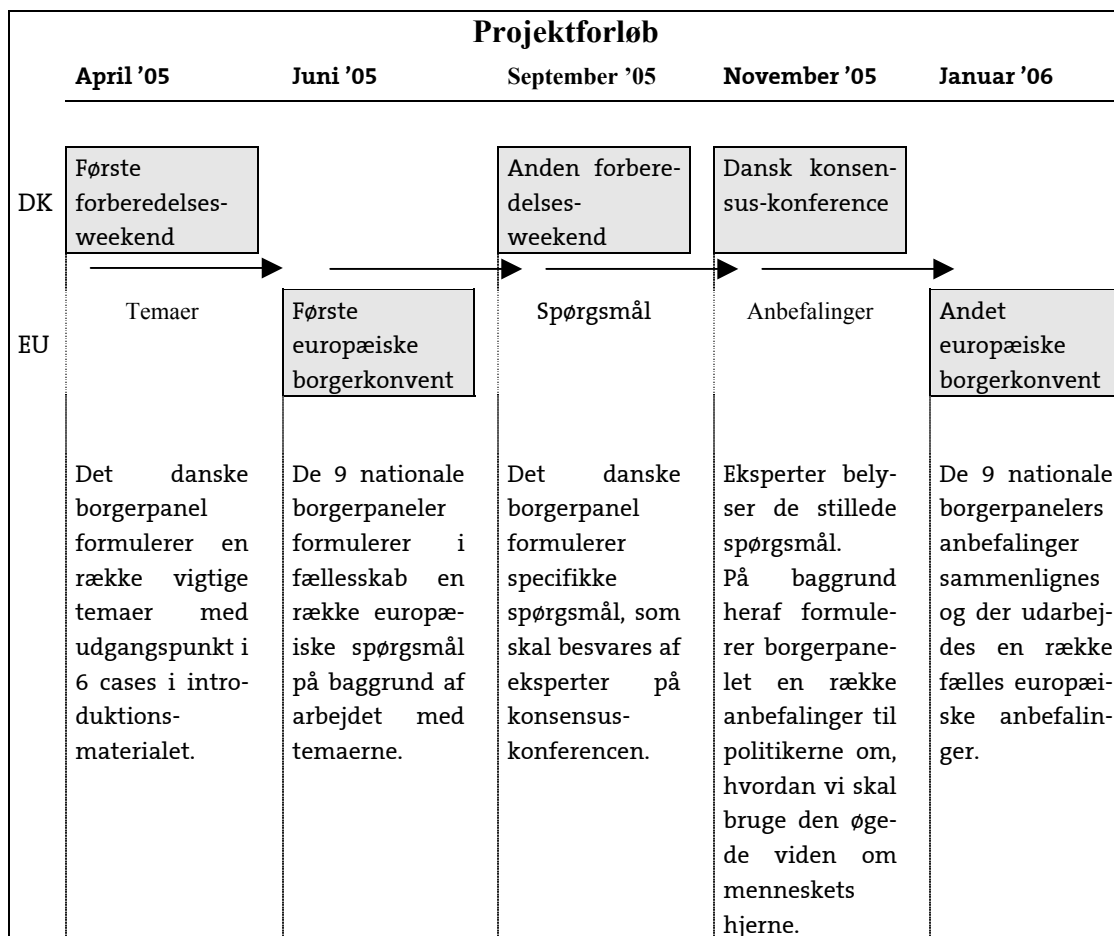 Projektforløb
April ’05 Juni ’05 September ’05 November ’05 Januar ’06
DK
Første
forberedelses-
weekend
Anden forbere-
delses-
weekend
Dansk konsen-
sus-konference
EU
Temaer
Første
europæiske
borgerkonvent
Spørgsmål
Anbefalinger
Andet
europæiske
borgerkonvent
Det danske
borgerpanel
formulerer en
række vigtige
temaer med
udgangspunkt i
6 cases i intro-
duktions-
materialet.
De 9 nationale
borgerpaneler
formulerer i
fællesskab en
række europæ-
iske spørgsmål
på baggrund af
arbejdet med
temaerne.
Det danske
borgerpanel
formulerer
specifikke
spørgsmål, som
skal besvares af
eksperter på
konsensus-
konferencen.
Eksperter bely-
ser de stillede
spørgsmål.
På baggrund
heraf formule-
rer borgerpane-
let en række
anbefalinger til
politikerne om,
hvordan vi skal
bruge den øge-
de viden om
menneskets
hjerne.
De 9 nationale
borgerpanelers
anbefalinger
sammenlignes
og der udarbej-
des en række
fælles europæi-
ske anbefalin-
ger.